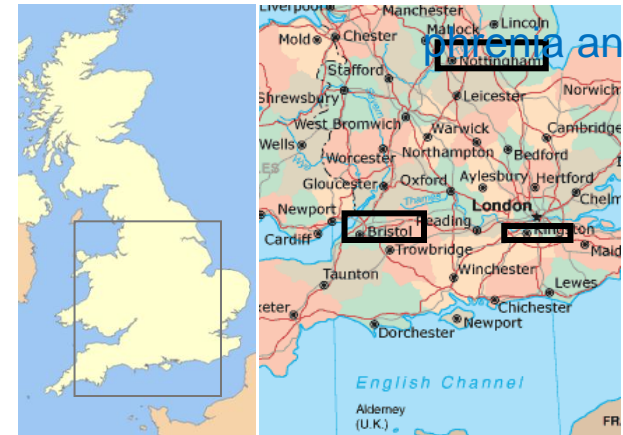 Liverpool
Manchester
Lincoln
Mold
Chester
Matlock
phrenia an
Nottingham
Stafford
Norwich
Shrewsbury
Leicester
West Bromwich
Warwick
Cambridge
Wells
Worcester
Northampton
Bedford
Gloucester
Oxford
Aylesbury
Hertford
Thames
Chelm
Newport
London
Reading
Cardiff
Bristol
Kingston
Trowbridge
Maid
Taunton
Winchester
Lewes
xeter
Chichester
Newport
Dorchester
English Channel
Alderney
(U.K.)
FR